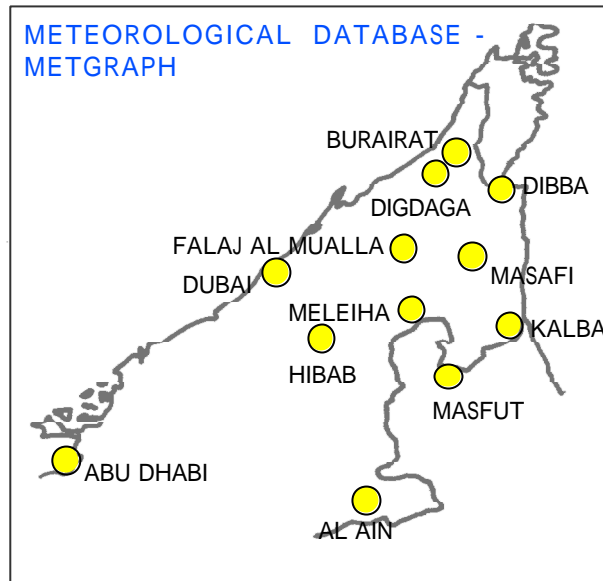 METEOROLOGICAL DATABASE -
METGRAPH
BURAIRAT
DIBBA
DIGDAGA
FALAJ AL MUALLA
MASAFI
DUBAI
MELEIHA
KALBA
HIBAB
MASFUT
ABU DHABI
AL AIN